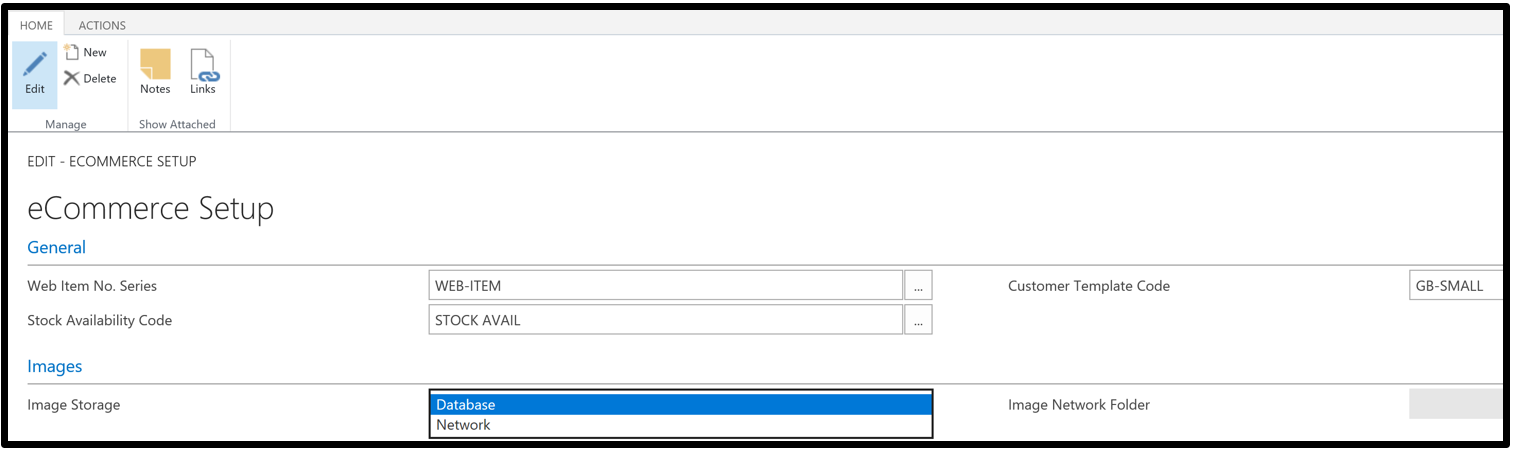 HOME ACTIONS
New
Delete
Edit Notes Links
Manage Show Attached
EDIT - ECOMMERCE SETUP
eCommerce Setup
General
Web Item No. Series WEB-ITEM ... Customer Template Code GB-SMALL
Stock Availability Code STOCK AVAIL ...
Images
Image Storage Database Image Network Folder
Network